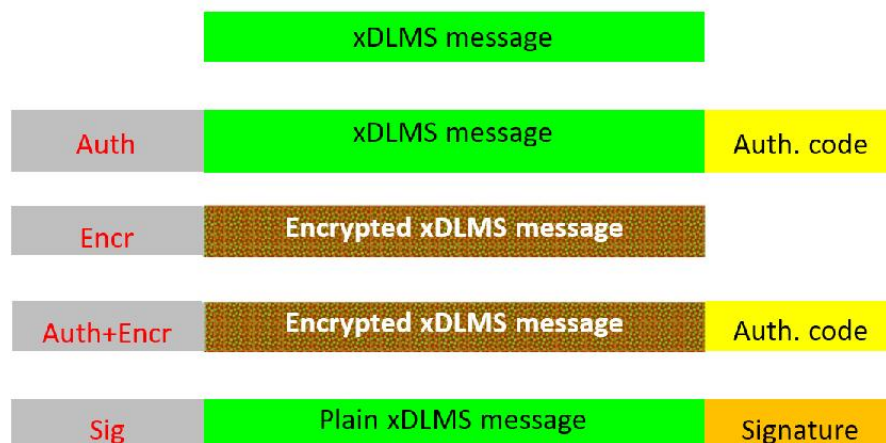 xDLMS message
Auth xDLMS message Auth. code
Encr Encrypted xDLMS message
Auth+Encr Encrypted xDLMS message Auth. code
Sig Plain xDLMS message Signature